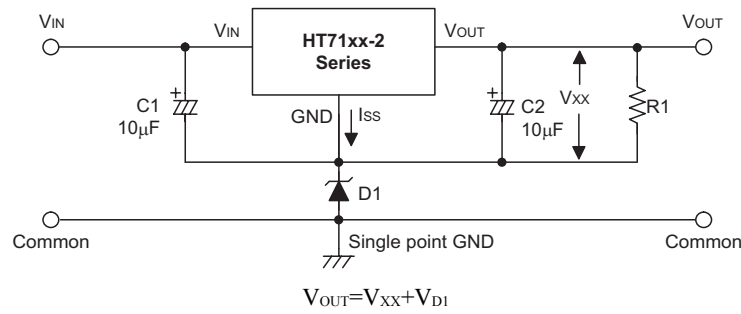 VIN
VIN
HT71xx-2
Series
VOUT
VOUT
C1
10μF
GND
ISS
C2
10μF
VXX
R1
D1
Common
Single point GND
Common
VOUT=VXX+VD1